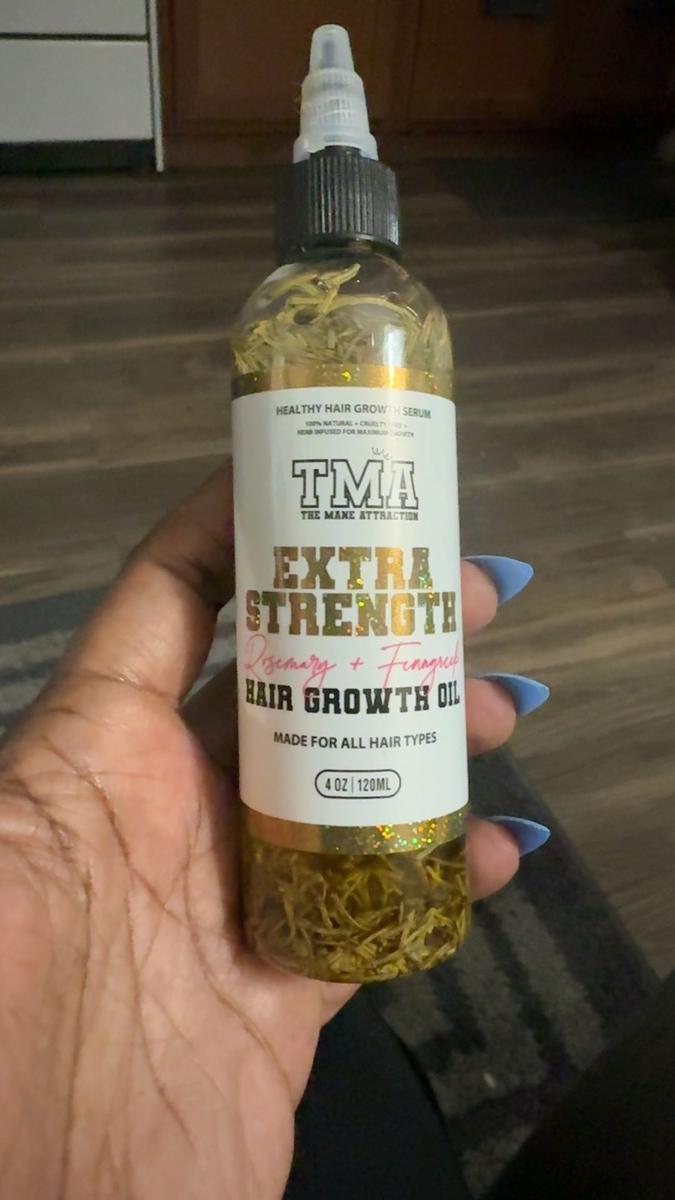 HEALTHY HAIR GROWTH SERUM
100% NATURAL + CRUELTY FREE +
HERB INFUSED FOR MAXIMUM GROWTH
TMA
THE MANE ATTRACTION
EXTRA
STRENGTH
Rosemary + Fenugreek
HAIR GROWTH OIL
MADE FOR ALL HAIR TYPES
4 OZ | 120ML